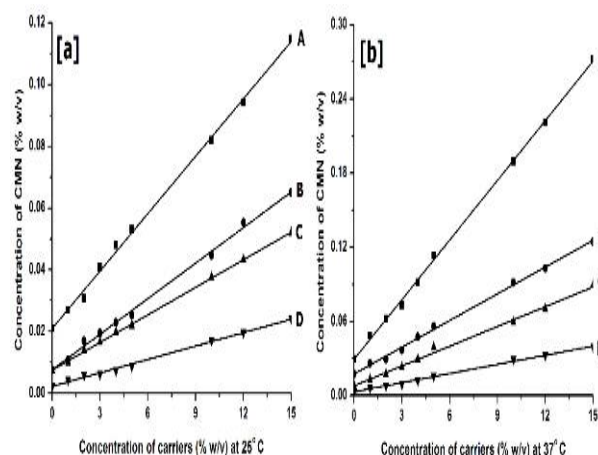 [a]
A
B
C
D
0.12
0.10
0.08
0.06
0.04
0.02
0.00
0
3
6
9
12
15
Concentration of CMN (% w/v)
Concentration of carriers (% w/v) at 25° C
[b]
0.30
0.24
0.18
0.12
0.06
0.00
0
3
6
9
12
15
Concentration of CMN (% w/v)
Concentration of carriers (% w/v) at 37° C